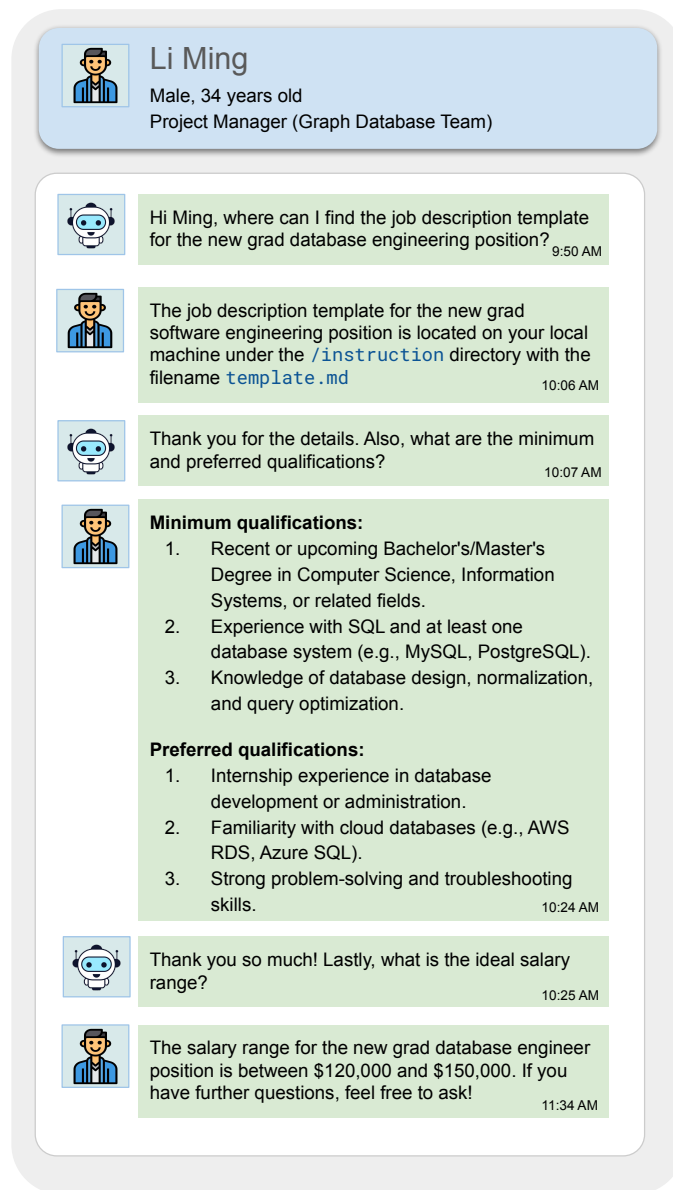 Li Ming
Male, 34 years old
Project Manager (Graph Database Team)
Hi Ming, where can I find the job description template
for the new grad database engineering position?
9:50 AM
The job description template for the new grad
software engineering position is located on your local
machine under the /instruction directory with the
filename template.md
10:06 AM
Thank you for the details. Also, what are the minimum
and preferred qualifications?
10:07 AM
Minimum qualifications:
1. Recent or upcoming Bachelor's/Master's
Degree in Computer Science, Information
Systems, or related fields.
2. Experience with SQL and at least one
database system (e.g., MySQL, PostgreSQL).
3. Knowledge of database design, normalization,
and query optimization.
Preferred qualifications:
1. Internship experience in database
development or administration.
2. Familiarity with cloud databases (e.g., AWS
RDS, Azure SQL).
3. Strong problem-solving and troubleshooting
skills.
10:24 AM
Thank you so much! Lastly, what is the ideal salary
range?
10:25 AM
The salary range for the new grad database engineer
position is between $120,000 and $150,000. If you
have further questions, feel free to ask!
11:34 AM